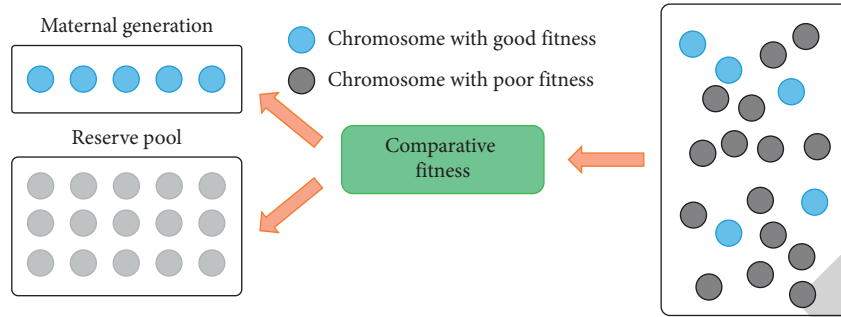 Maternal generation
Chromosome with good fitness
Chromosome with poor fitness
Reserve pool
Comparative
fitness